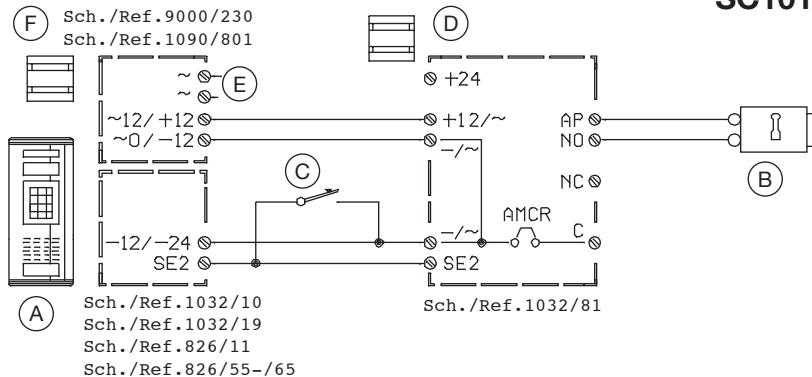 SC101
F
Sch./Ref.9000/230
Sch./Ref.1090/801
D
~
~
E
+24
~12/+12
+12/~
AP
~0/-12
-/~
NO
B
C
NC
AMCR
-12/-24
-/~
C
SE2
SE2
A
Sch./Ref.1032/10
Sch./Ref.1032/81
Sch./Ref.1032/19
Sch./Ref.826/11
Sch./Ref.826/55-/65